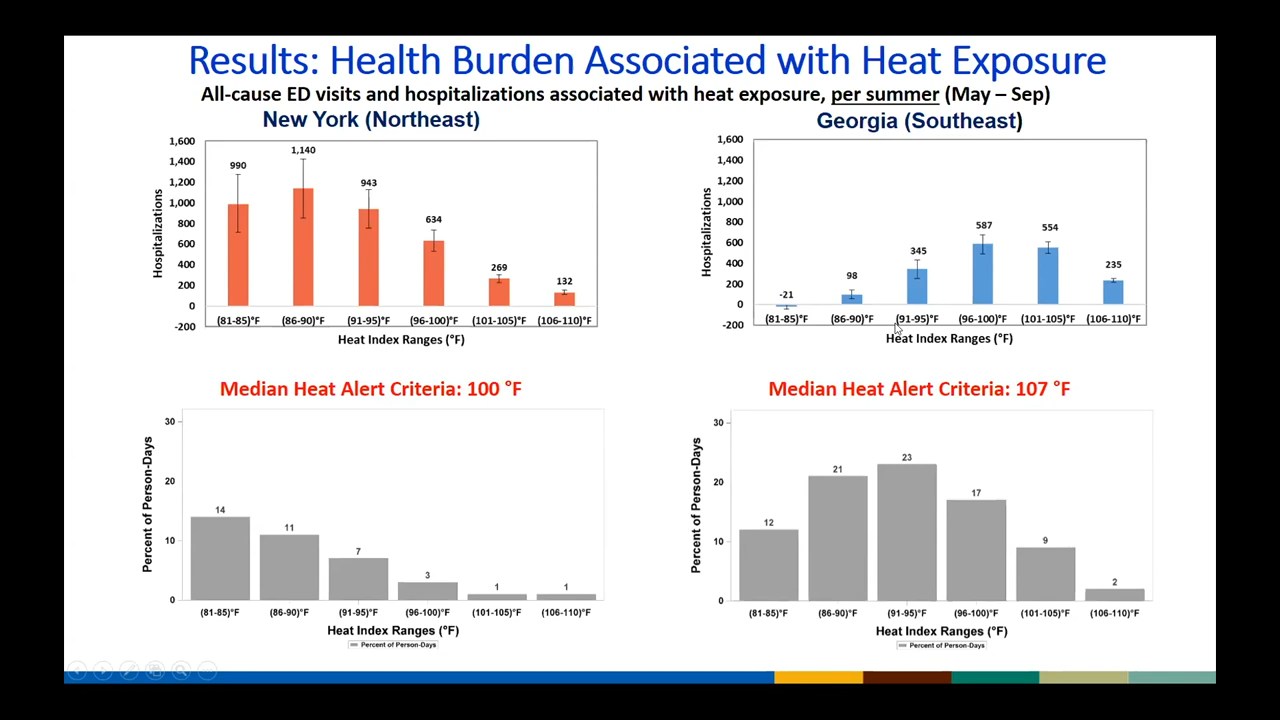 Results: Health Burden Associated with Heat Exposure
All-cause ED visits and hospitalizations associated with heat exposure, per summer (May – Sep)
New York (Northeast)
1,600
1,400
1,200
1,000
800
600
400
200
0
-200
Hospitalizations
990
1,140
943
634
269
132
(81-85)°F (86-90)°F (91-95)°F (96-100)°F (101-105)°F (106-110)°F
Heat Index Ranges (°F)
Georgia (Southeast)
1,600
1,400
1,200
1,000
800
600
400
200
0
-200
Hospitalizations
-21
98
345
587
554
235
(81-85)°F (86-90)°F (91-95)°F (96-100)°F (101-105)°F (106-110)°F
Heat Index Ranges (°F)
Median Heat Alert Criteria: 100 °F
30
20
10
0
Percent of Person-Days
14
11
7
3
1
1
(81-85)°F (86-90)°F (91-95)°F (96-100)°F (101-105)°F (106-110)°F
Heat Index Ranges (°F)
Percent of Person-Days
Median Heat Alert Criteria: 107 °F
30
20
10
0
Percent of Person-Days
12
21
23
17
9
2
(81-85)°F (86-90)°F (91-95)°F (96-100)°F (101-105)°F (106-110)°F
Heat Index Ranges (°F)
Percent of Person-Days